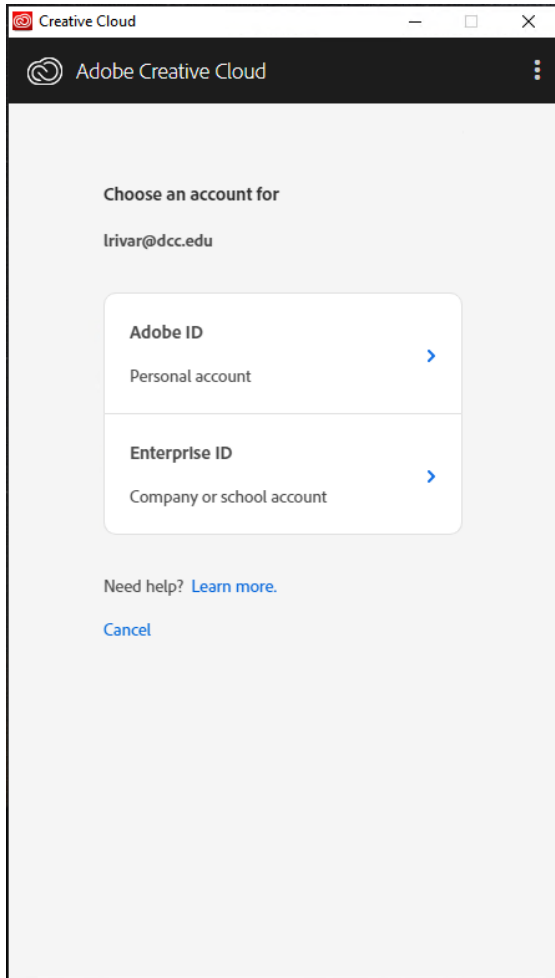 Creative Cloud
Adobe Creative Cloud
Choose an account for
lrivar@dcc.edu
Adobe ID
Personal account
Enterprise ID
Company or school account
Need help? Learn more.
Cancel